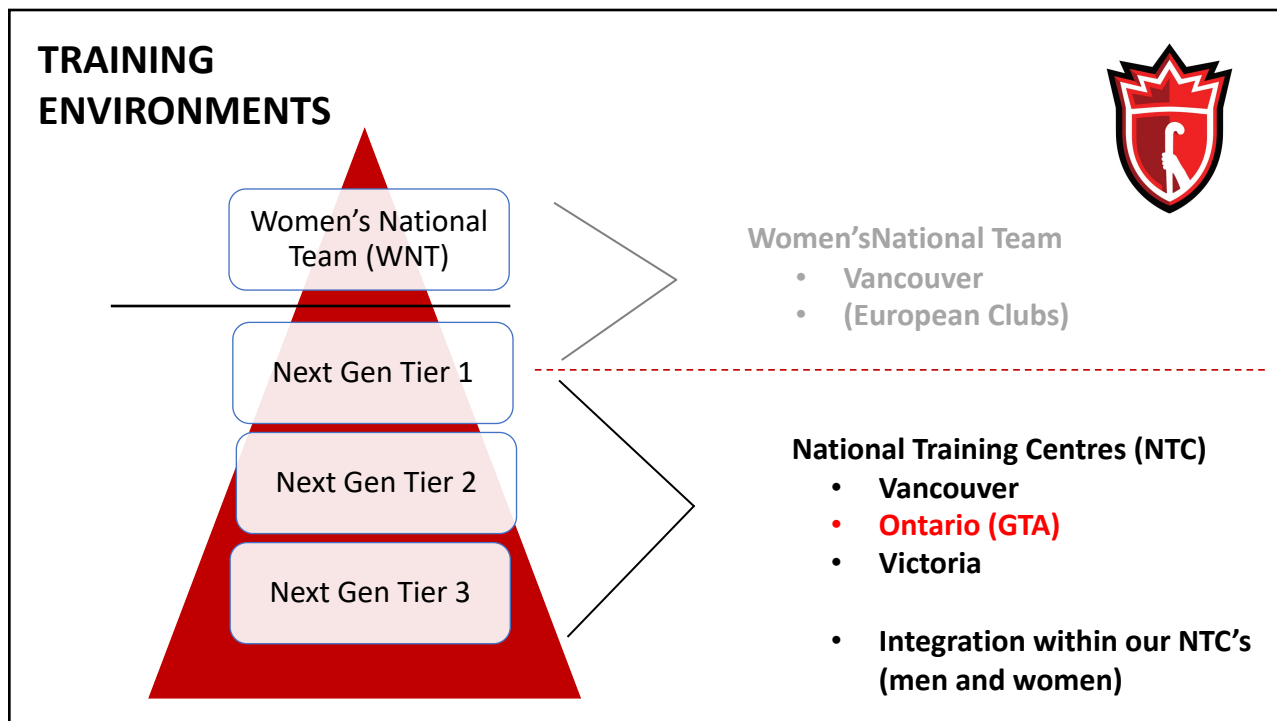 TRAINING
ENVIRONMENTS
Women’s National
Team (WNT)
Next Gen Tier 1
Next Gen Tier 2
Next Gen Tier 3
Women’sNational Team
• Vancouver
• (European Clubs)
National Training Centres (NTC)
• Vancouver
• Ontario (GTA)
• Victoria
• Integration within our NTC’s
(men and women)